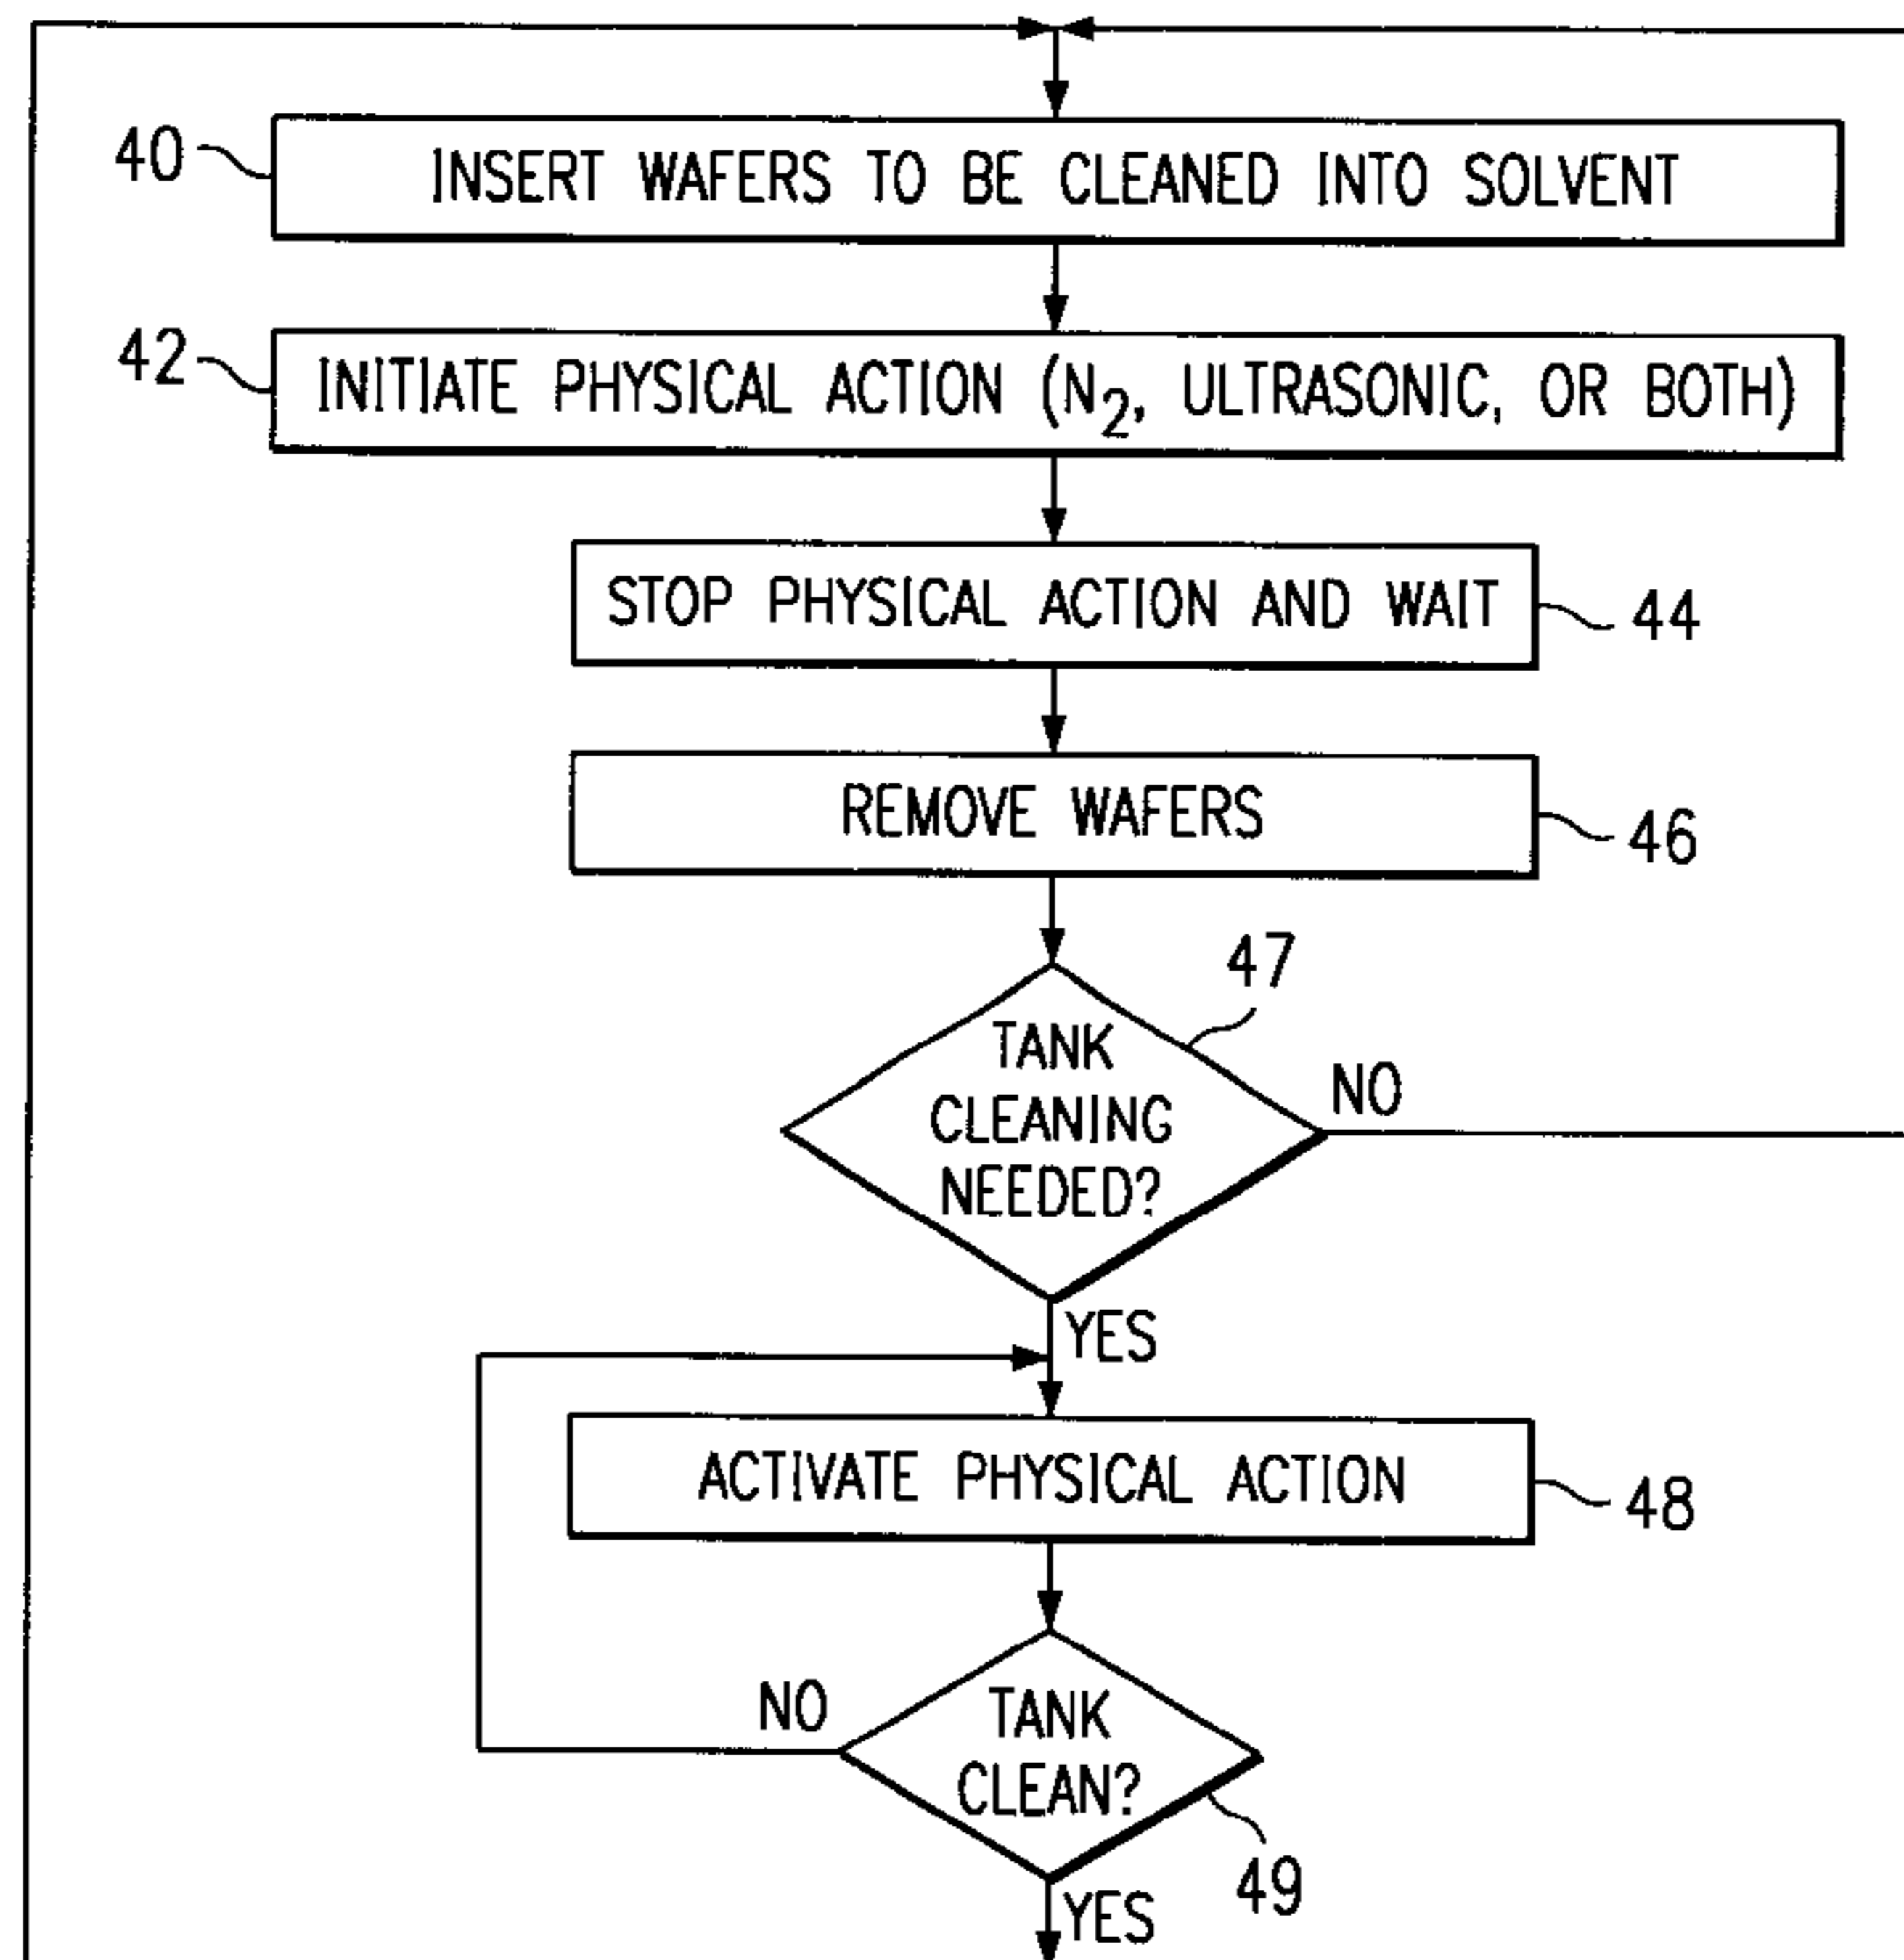 40
INSERT WAFERS TO BE CLEANED INTO SOLVENT
42
INITIATE PHYSICAL ACTION (N2, ULTRASONIC, OR BOTH)
STOP PHYSICAL ACTION AND WAIT
44
REMOVE WAFERS
46
47
TANK
CLEANING
NEEDED?
NO
YES
ACTIVATE PHYSICAL ACTION
48
NO
TANK
CLEAN?
49
YES